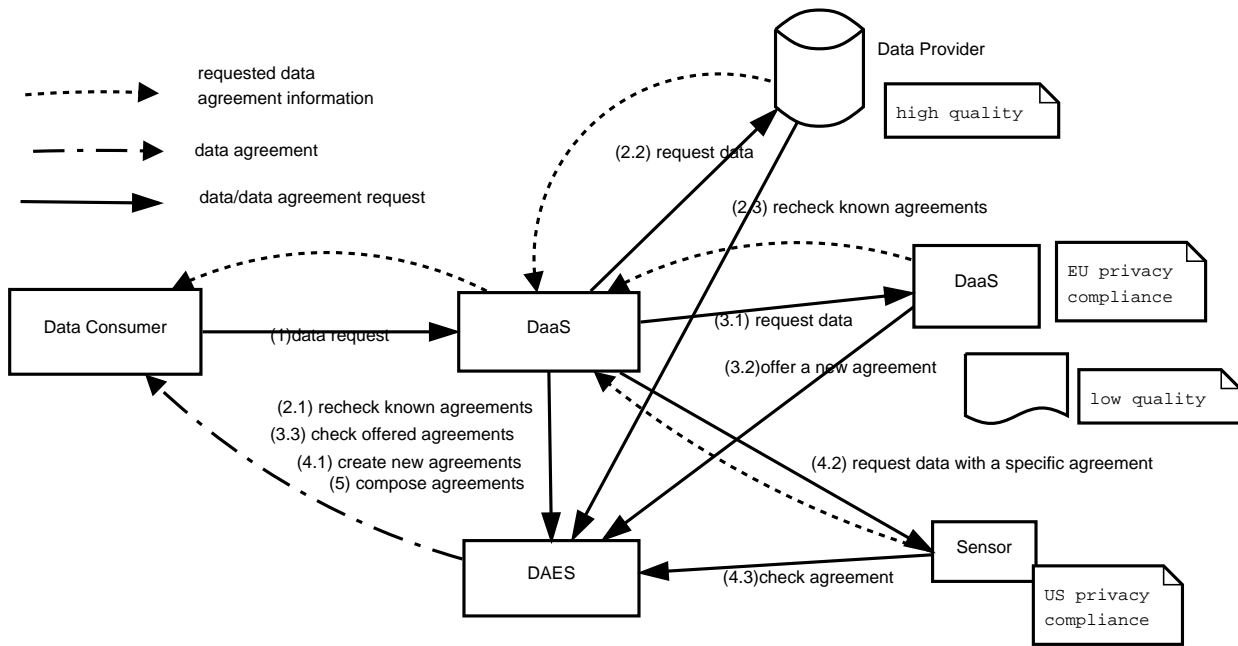 requested data
agreement information
data agreement
data/data agreement request
Data Provider
high quality
(2.2) request data
(2.3) recheck known agreements
DaaS
EU privacy
compliance
Data Consumer
(1)data request
DaaS
(3.1) request data
(3.2)offer a new agreement
low quality
(2.1) recheck known agreements
(3.3) check offered agreements
(4.1) create new agreements
(5) compose agreements
(4.2) request data with a specific agreement
DAES
(4.3)check agreement
Sensor
US privacy
compliance